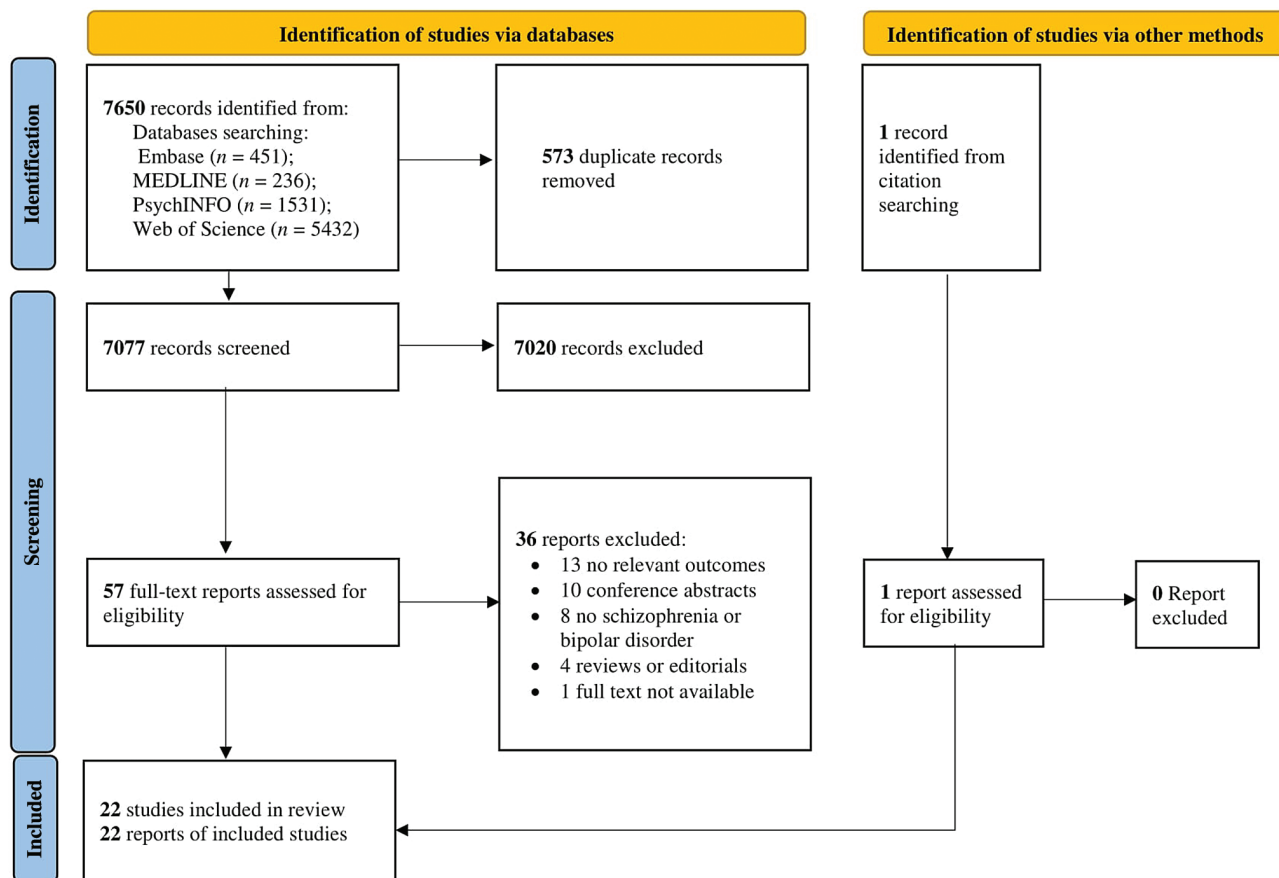 Identification of studies via databases
Identification of studies via other methods
Identification
7650 records identified from:
Databases searching:
Embase (n = 451);
MEDLINE (n = 236);
PsychINFO (n = 1531);
Web of Science (n = 5432)
573 duplicate records
removed
1 record
identified from
citation
searching
Screening
7077 records screened
7020 records excluded
57 full-text reports assessed for
eligibility
36 reports excluded:
• 13 no relevant outcomes
• 10 conference abstracts
• 8 no schizophrenia or
bipolar disorder
• 4 reviews or editorials
• 1 full text not available
1 report assessed
for eligibility
0 Report
excluded
Included
22 studies included in review
22 reports of included studies